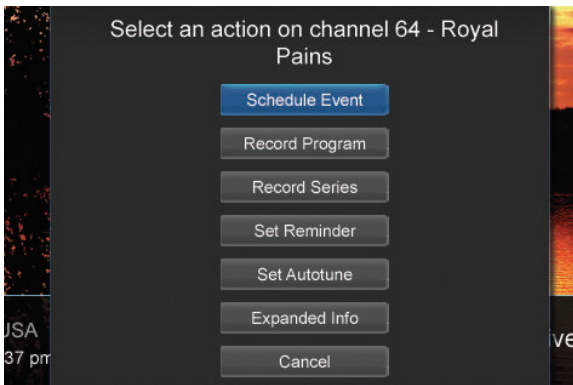 Select an action on channel 64 - Royal
Pains
Schedule Event
Record Program
Record Series
Set Reminder
Set Autotune
Expanded Info
Cancel
USA
37 pm
ive